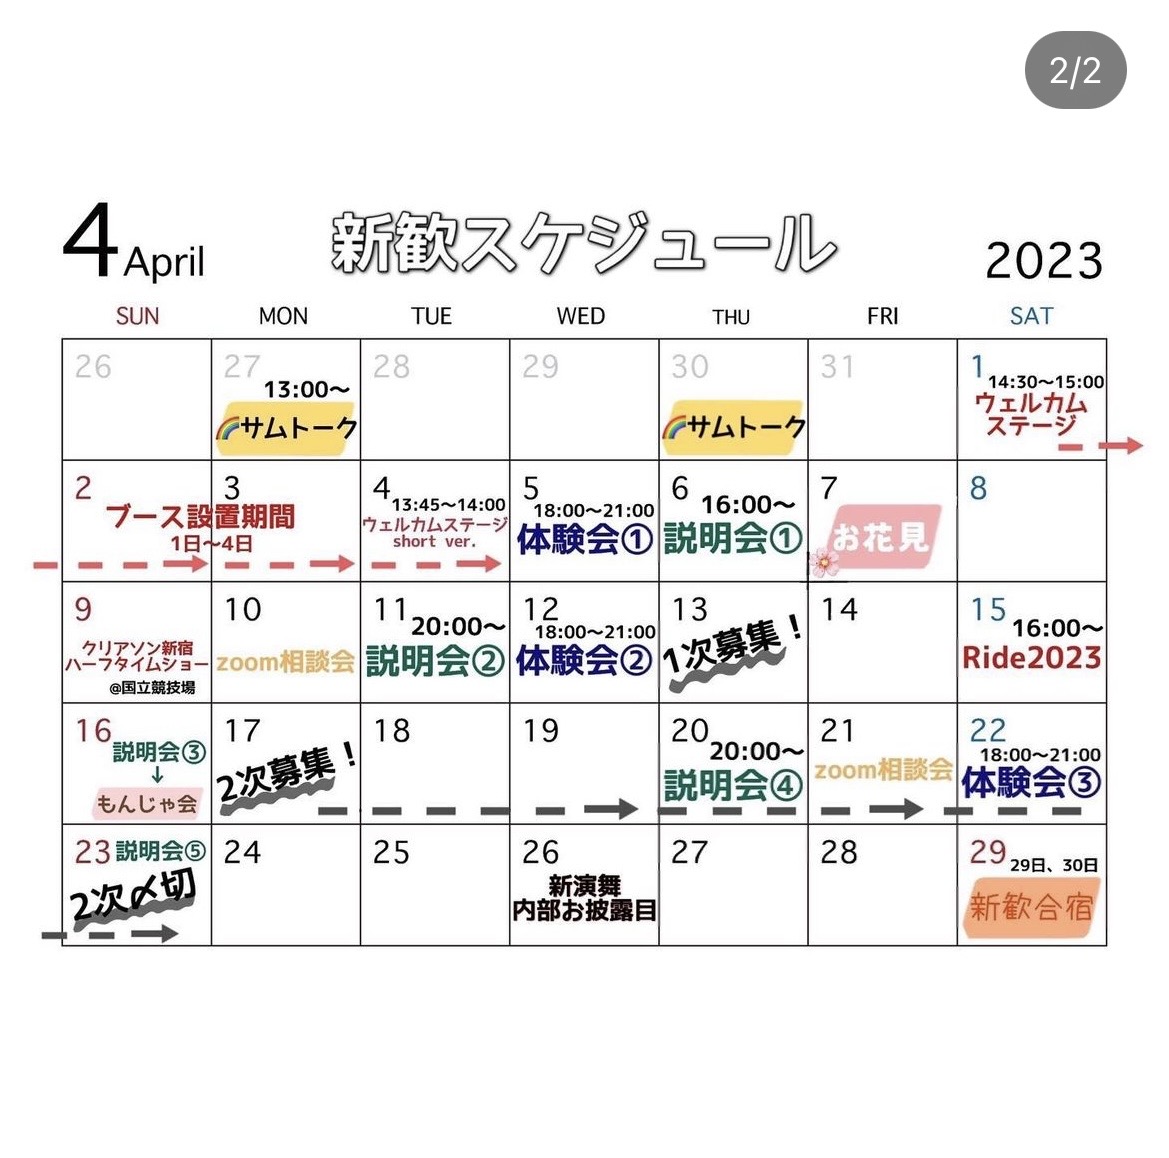 2/2
4 April
新歓スケジュール
2023
SUN MON TUE WED THU FRI SAT
26
27
13:00〜
🌈サムトーク
28
29
30
🌈サムトーク
31
1
14:30〜15:00
ウェルカム
ステージ
2
3
ブース設置期間
1日〜4日
4
13:45〜14:00
ウェルカムステージ
short ver.
5
18:00〜21:00
体験会①
6
16:00〜
説明会①
7
お花見
8
9
クリアソン新宿
ハーフタイムショー
@国立競技場
10
zoom相談会
11
20:00〜
説明会②
12
18:00〜21:00
体験会②
13
1次募集！
14
15
16:00〜
Ride2023
16
説明会③
↓
もんじゃ会
17
2次募集！
18
19
20
20:00〜
説明会④
21
zoom相談会
22
18:00〜21:00
体験会③
23
説明会⑤
2次〆切
24
25
26
新演舞
内部お披露目
27
28
29
29日、30日
新歓合宿